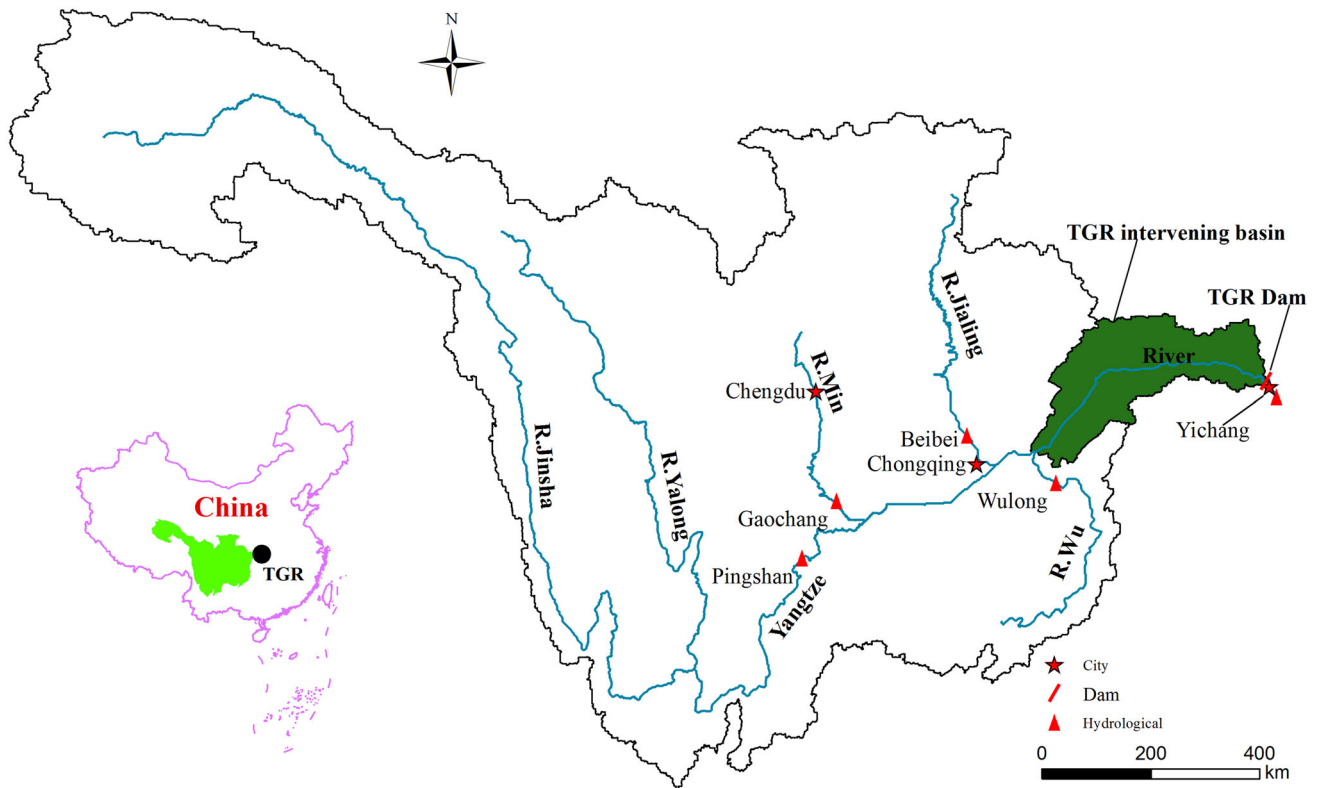 N
TGR intervening basin
TGR Dam
R.Jialing
River
R.Min
Chengdu
Yichang
Beibei
Chongqing
R.Jinsha
R.Yalong
Wulong
Gaochang
China
R.Wu
TGR
Pingshan
Yangtze
City
Dam
Hydrological
0 200 400
km